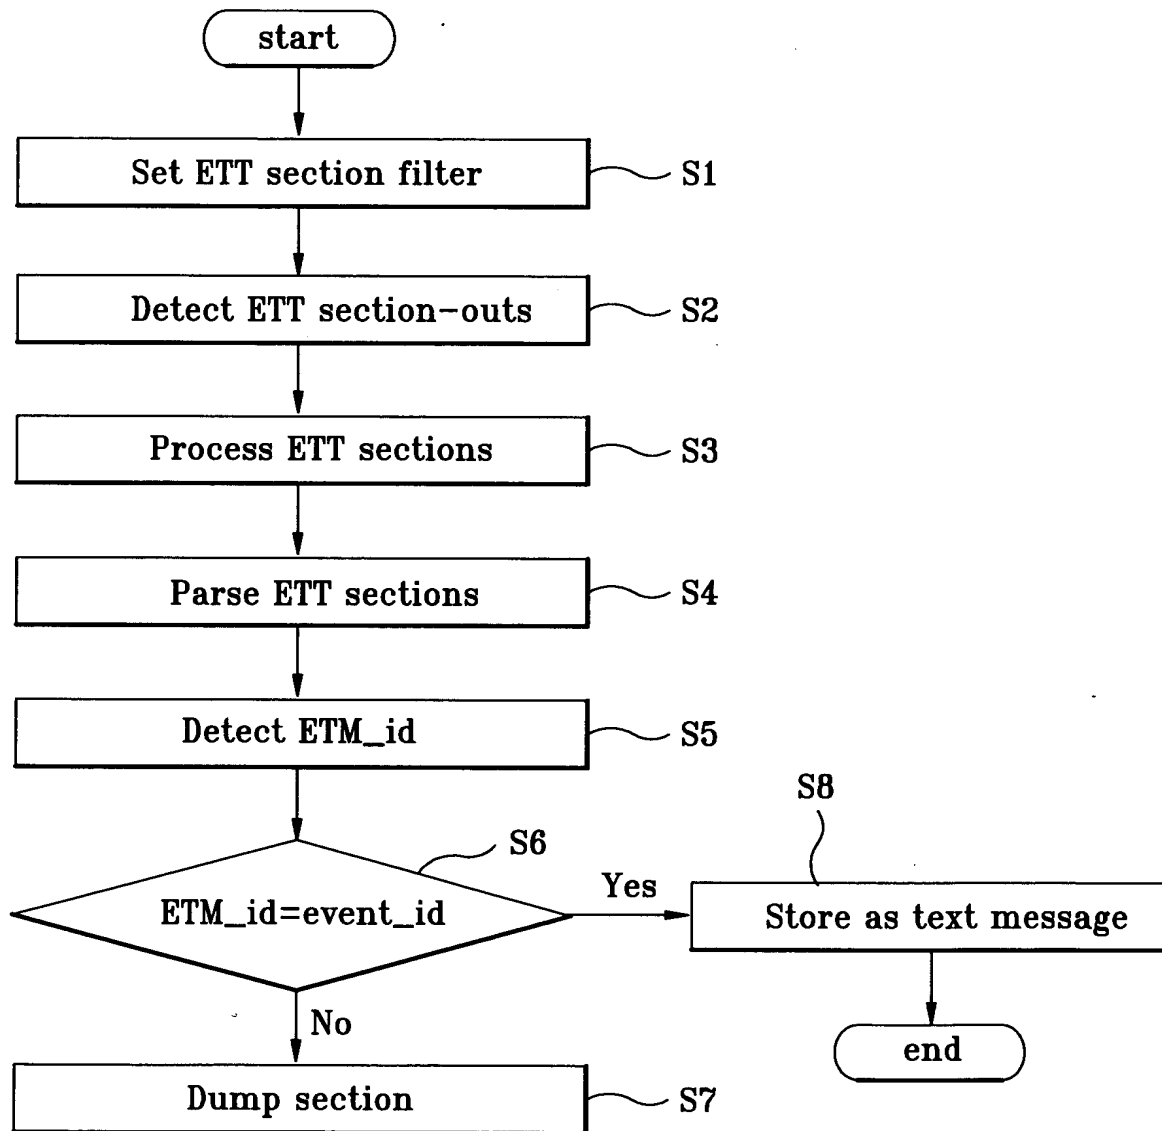 start
Set ETT section filter
S1
Detect ETT section-outs
S2
Process ETT sections
S3
Parse ETT sections
S4
Detect ETM_id
S5
S8
S6
ETM_id=event_id
Yes
Store as text message
No
end
Dump section
S7